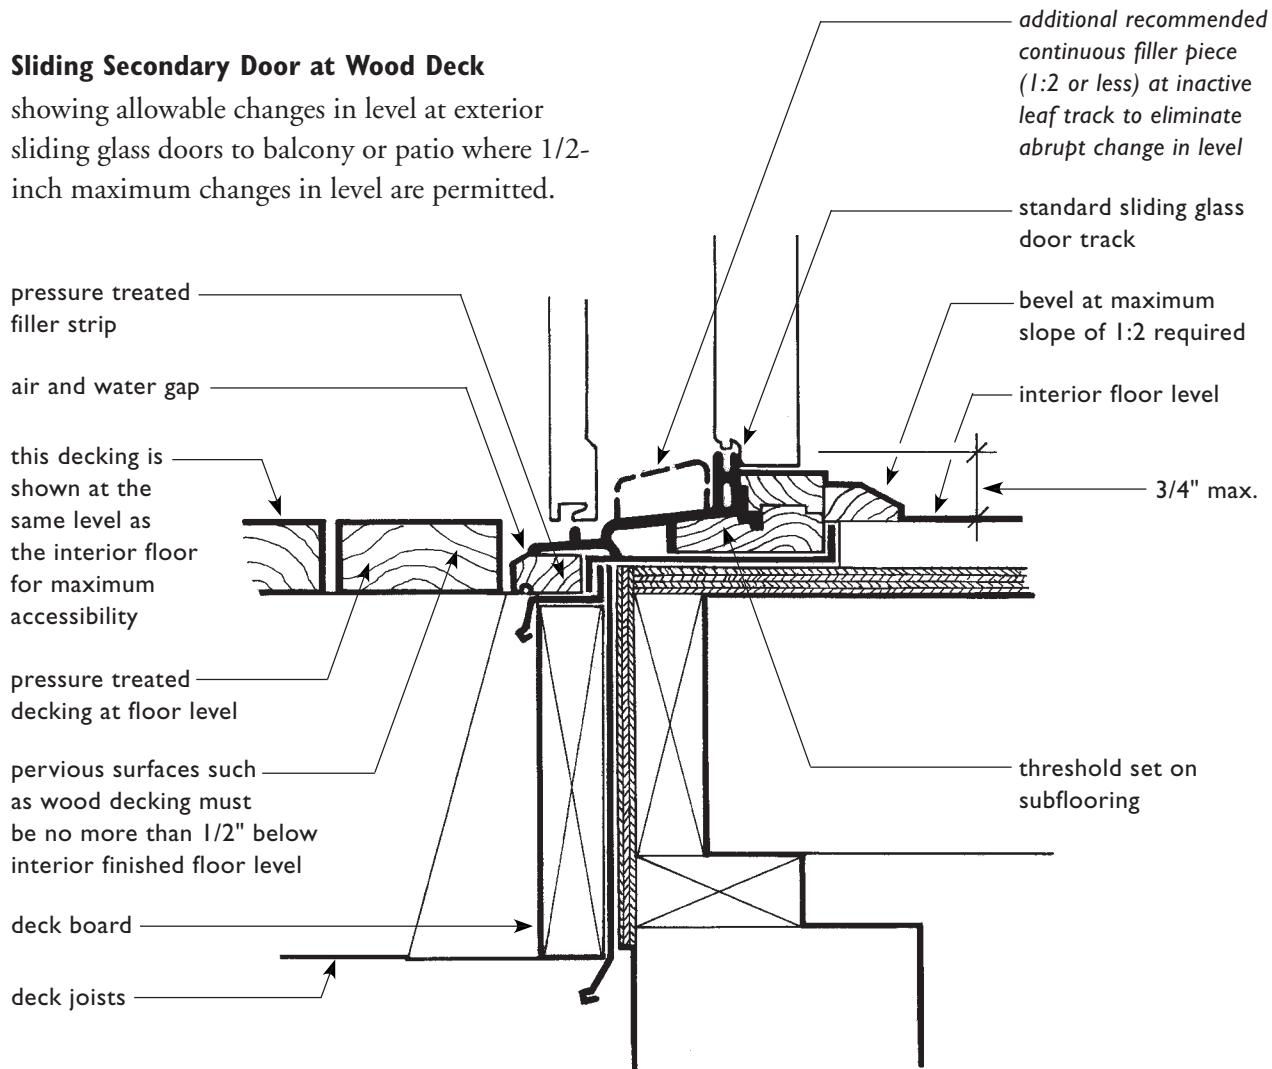 Sliding Secondary Door at Wood Deck
showing allowable changes in level at exterior
sliding glass doors to balcony or patio where 1/2-
inch maximum changes in level are permitted.
pressure treated
filler strip
air and water gap
this decking is
shown at the
same level as
the interior floor
for maximum
accessibility
pressure treated
decking at floor level
pervious surfaces such
as wood decking must
be no more than 1/2" below
interior finished floor level
deck board
deck joists
additional recommended
continuous filler piece
(1:2 or less) at inactive
leaf track to eliminate
abrupt change in level
standard sliding glass
door track
bevel at maximum
slope of 1:2 required
interior floor level
3/4" max.
threshold set on
subflooring